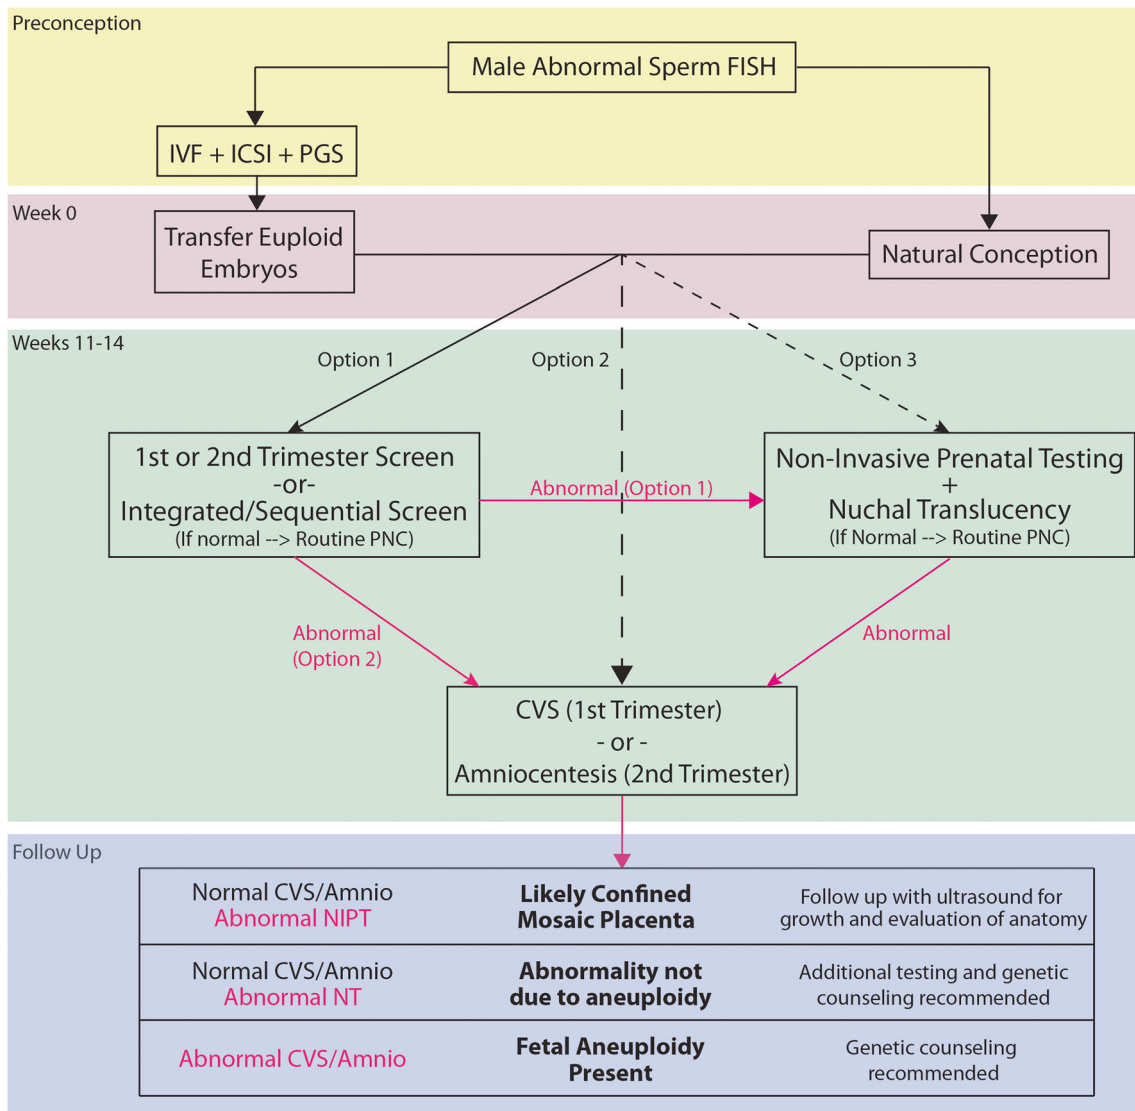 Preconception
Male Abnormal Sperm FISH
IVF + ICSI + PGS
Week 0
Transfer Euploid
Embryos
Natural Conception
Weeks 11-14
Option 1
Option 2
Option 3
1st or 2nd Trimester Screen
-or-
Integrated/Sequential Screen
(If normal --> Routine PNC)
Abnormal (Option 1)
Non-Invasive Prenatal Testing
+
Nuchal Translucency
(If Normal --> Routine PNC)
Abnormal
(Option 2)
Abnormal
CVS (1st Trimester)
- or -
Amniocentesis (2nd Trimester)
Follow Up
Normal CVS/Amnio
Abnormal NIPT
Likely Confined
Mosaic Placenta
Follow up with ultrasound for
growth and evaluation of anatomy
Normal CVS/Amnio
Abnormal NT
Abnormality not
due to aneuploidy
Additional testing and genetic
counseling recommended
Abnormal CVS/Amnio
Fetal Aneuploidy
Present
Genetic counseling
recommended